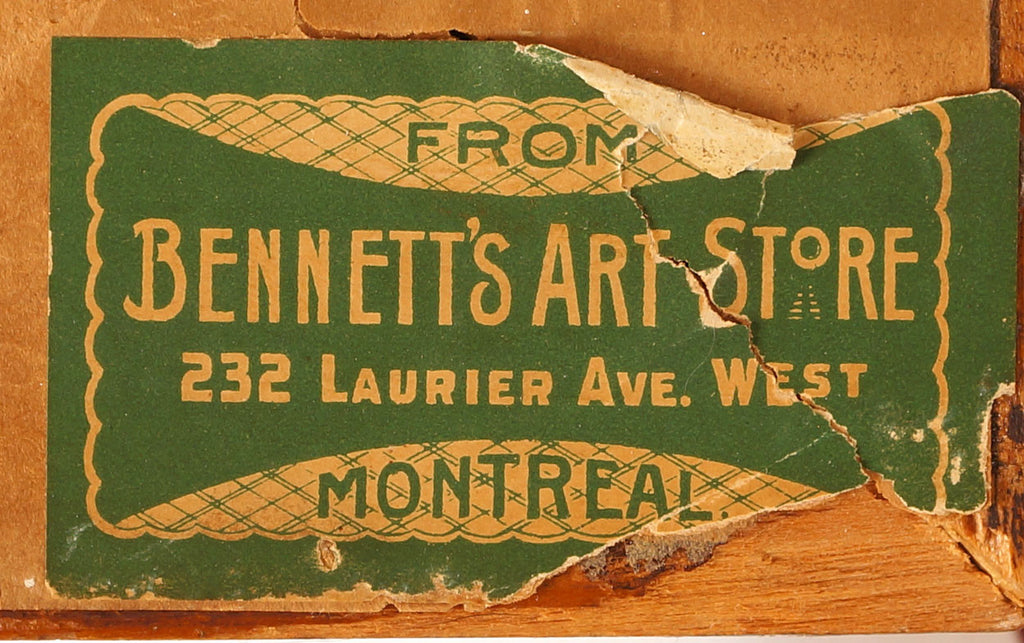 FROM
BENNETT'S ART STORE
232 LAURIER AVE. WEST
MONTREAL.